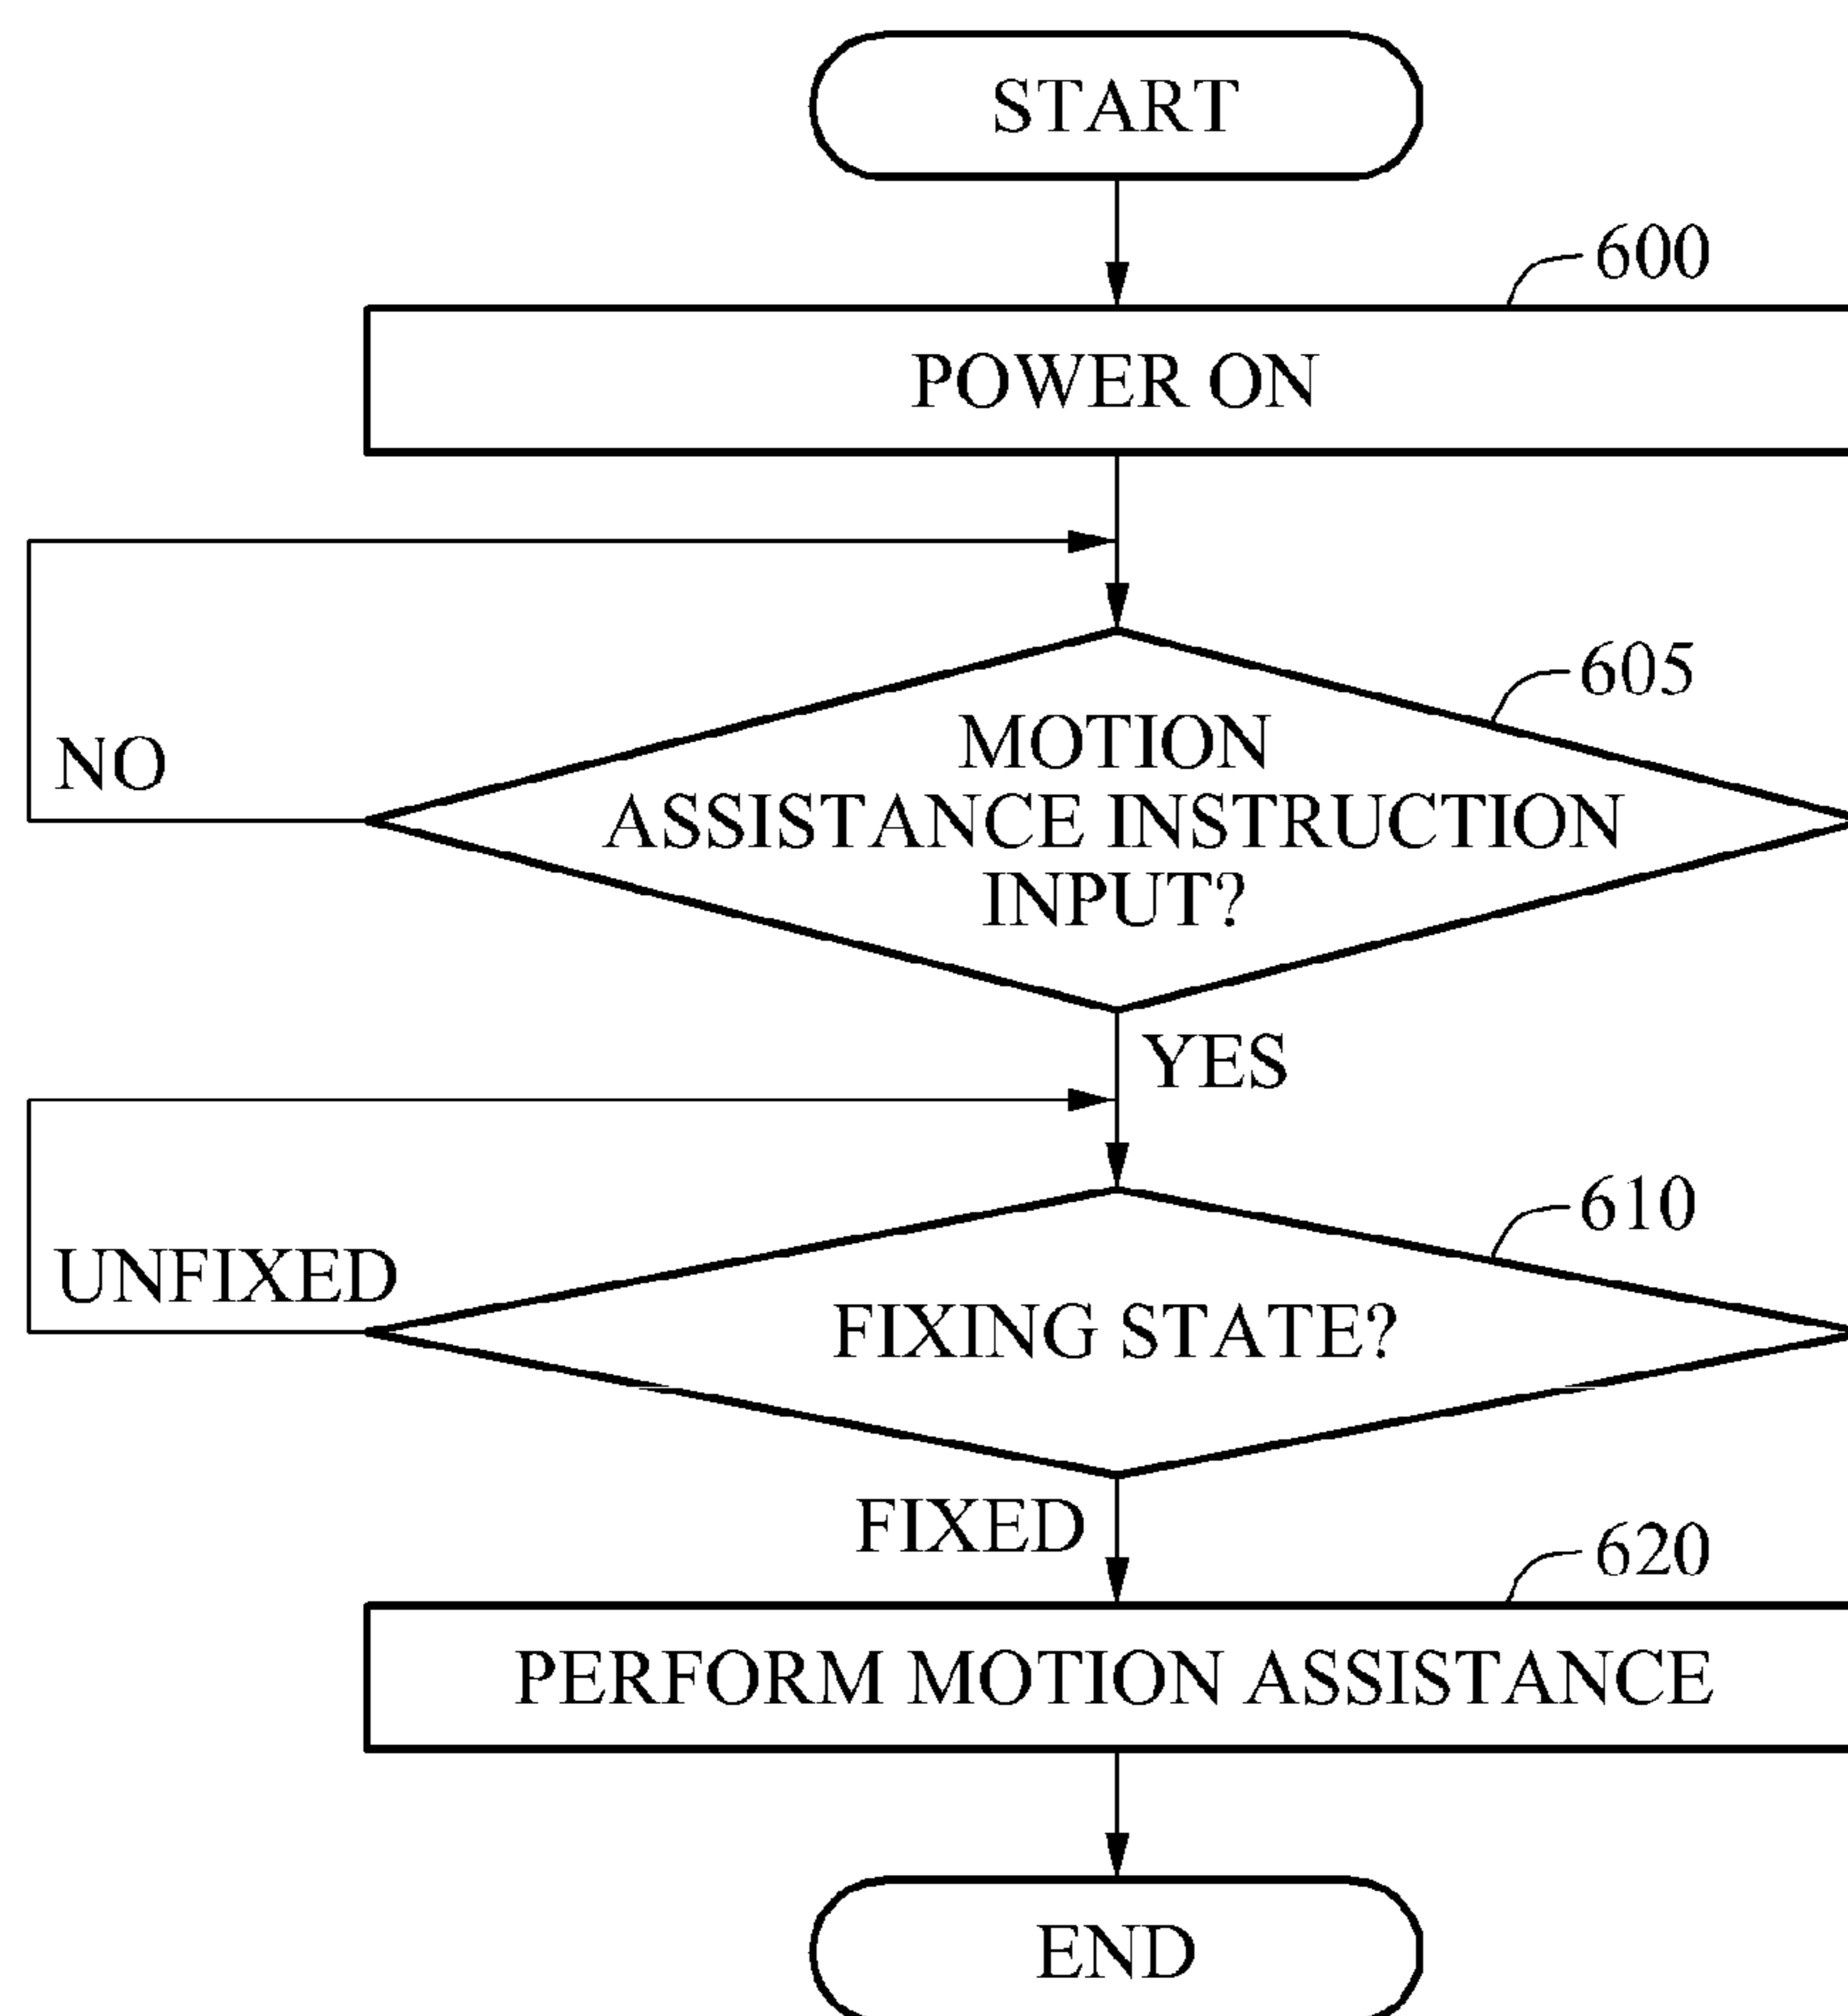 START
600
POWER ON
605
MOTION
ASSISTANCE INSTRUCTION
INPUT?
NO
YES
610
UNFIXED
FIXING STATE?
FIXED
620
PERFORM MOTION ASSISTANCE
END